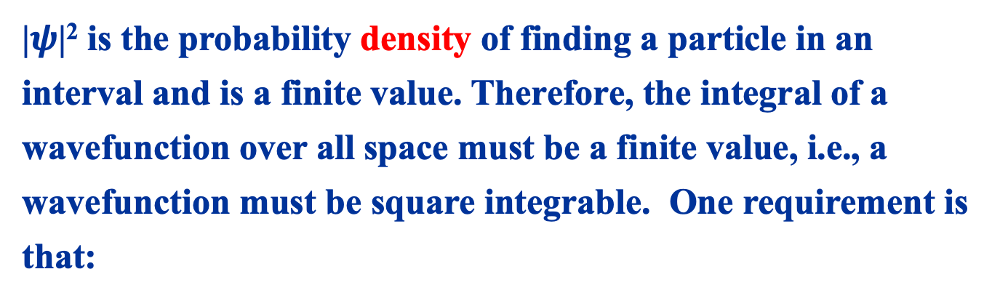 |ψ|² is the probability density of finding a particle in an
interval and is a finite value. Therefore, the integral of a
wavefunction over all space must be a finite value, i.e., a
wavefunction must be square integrable.  One requirement is
that: